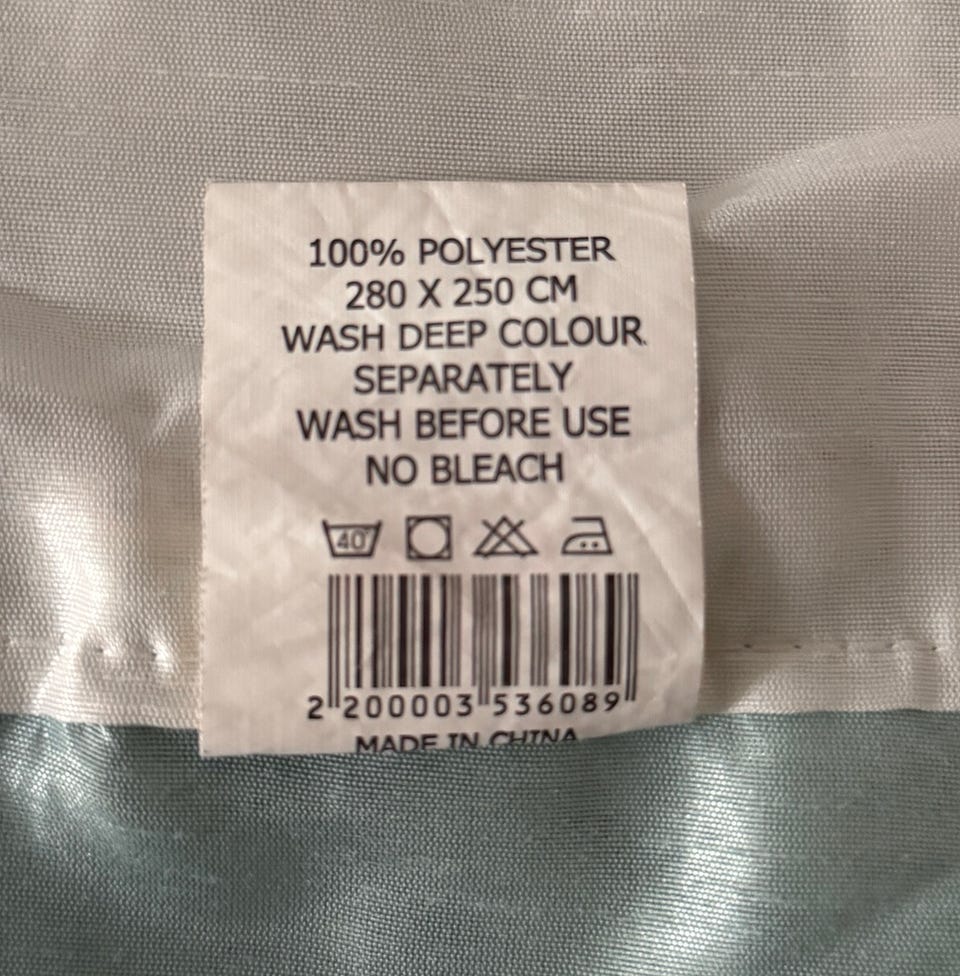 100% POLYESTER
280 X 250 CM
WASH DEEP COLOUR
SEPARATELY
WASH BEFORE USE
NO BLEACH
40°
2 200003 536089
MADE IN CHINA